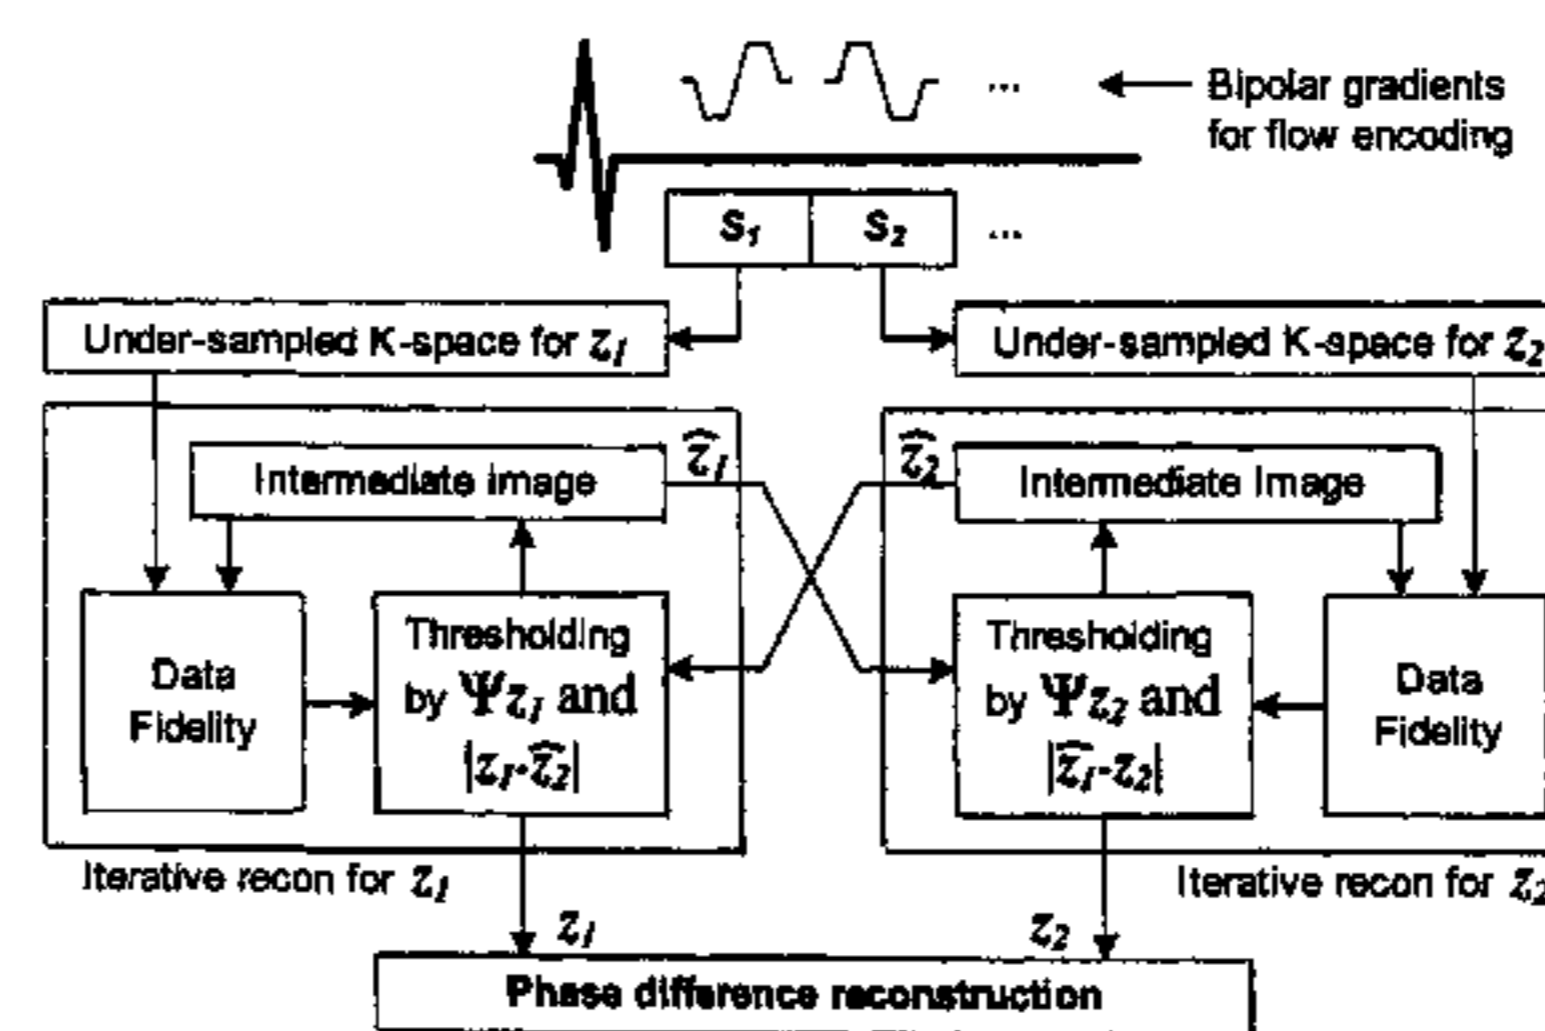 ... Bipolar gradients
for flow encoding
S1 S2 ...
Under-sampled K-space for z1
Under-sampled K-space for z2
ẑ1 ẑ2
Intermediate image
Intermediate Image
Data
Fidelity
Thresholding
by Ψz1 and
|z1-ẑ2|
Thresholding
by Ψz2 and
|ẑ1-z2|
Data
Fidelity
Iterative recon for z1
Iterative recon for z2
z1 z2
Phase difference reconstruction